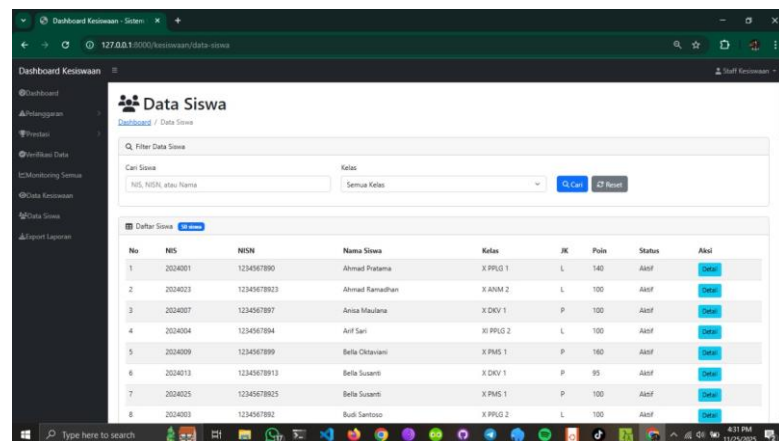 Dashboard Kesiswaan - Sistem
127.0.0.1:8000/kesiswaan/data-siswa
Dashboard Kesiswaan
Staff Kesiswaan
Dashboard
Pelanggaran
Prestasi
Verifikasi Data
Monitoring Semua
Data Kesiswaan
Data Siswa
Export Laporan
Data Siswa
Dashboard / Data Siswa
Filter Data Siswa
Cari Siswa Kelas
NIS, NISN, atau Nama Semua Kelas Cari Reset
Daftar Siswa 50 siswa
No NIS NISN Nama Siswa Kelas JK Poin Status Aksi
1 2024001 1234567890 Ahmad Pratama X PPLG 1 L 140 Aktif Detail
2 2024023 12345678923 Ahmad Ramadhan X ANM 2 L 100 Aktif Detail
3 2024007 1234567897 Anisa Maulana X DKV 1 P 100 Aktif Detail
4 2024004 1234567894 Arif Sari XI PPLG 2 L 100 Aktif Detail
5 2024009 1234567899 Bella Oktaviani X PMS 1 P 160 Aktif Detail
6 2024013 12345678913 Bella Susanti X DKV 1 P 95 Aktif Detail
7 2024025 12345678925 Bella Susanti X PMS 1 P 100 Aktif Detail
8 2024003 1234567892 Budi Santoso X PPLG 2 L 100 Aktif Detail
Type here to search
4:31 PM
11/25/2025